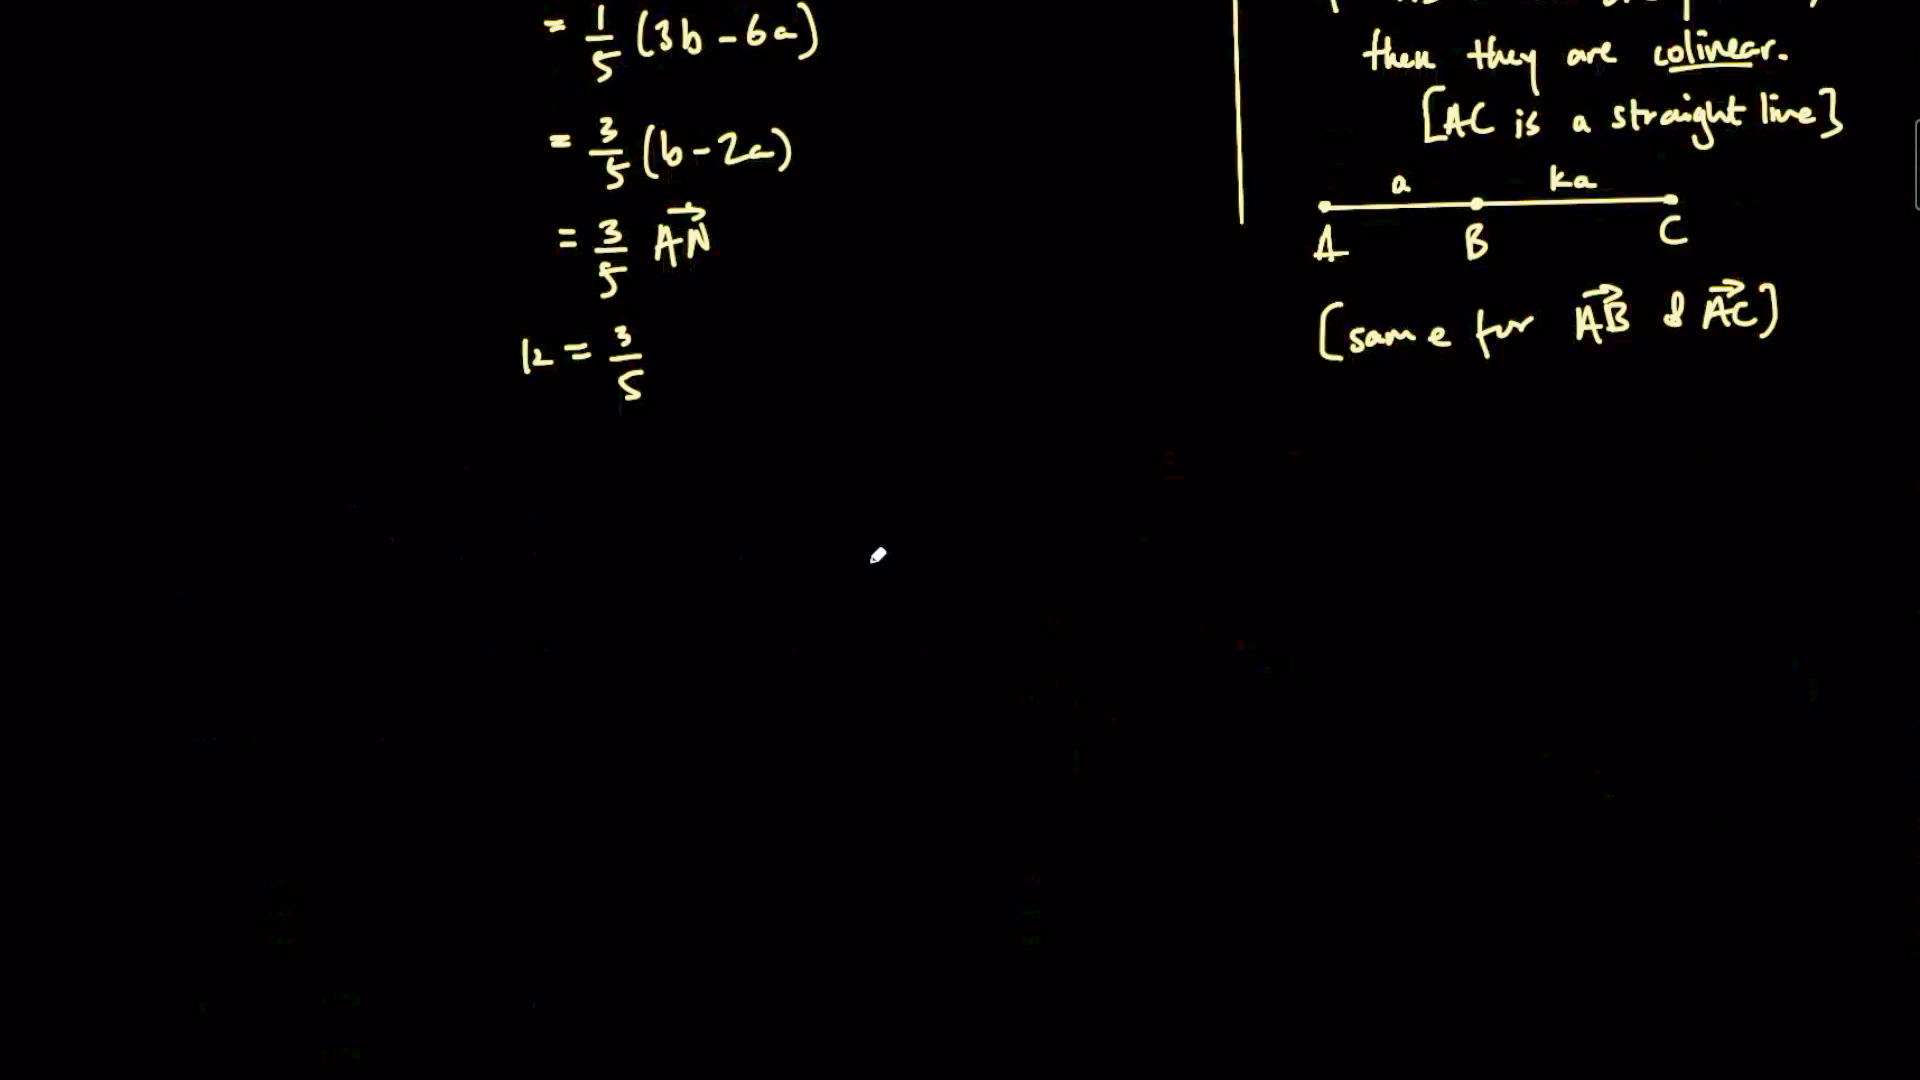 = 1/5 (3b - 6a)
= 3/5 (b - 2a)
= 3/5 AN
k = 3/5
then they are colinear.
[AC is a straight line]
a ka
A B C
[same for AB & AC]